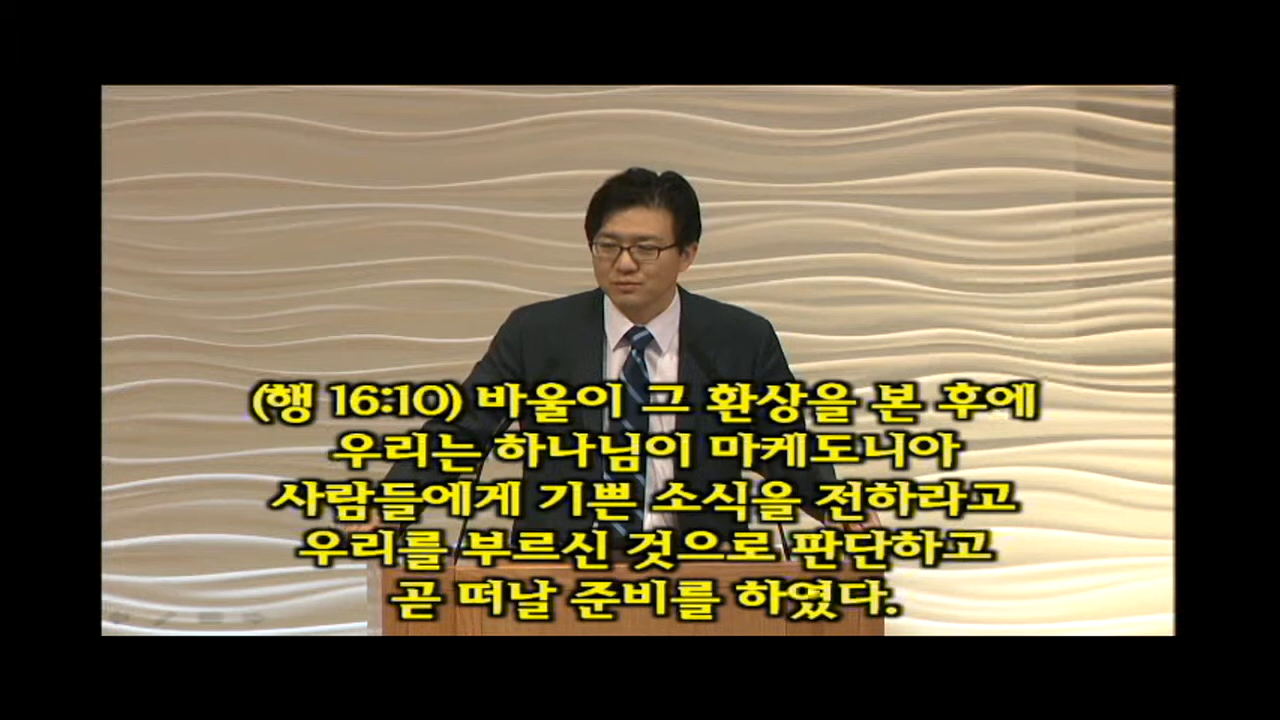 (행 16:10) 바울이 그 환상을 본 후에
우리는 하나님이 마케도니아
사람들에게 기쁜 소식을 전하라고
우리를 부르신 것으로 판단하고
곧 떠날 준비를 하였다.